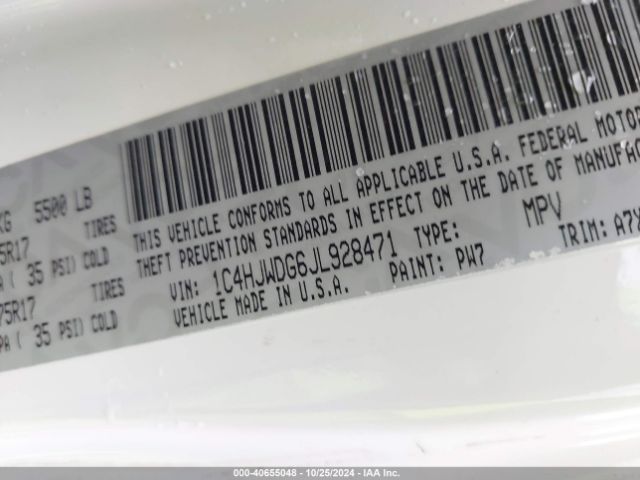 KG 5500 LB
5R17 TIRES
PA ( 35 PSI) COLD
75R17 TIRES
PA ( 35 PSI) COLD
THIS VEHICLE CONFORMS TO ALL APPLICABLE U.S.A. FEDERAL MOTOR
THEFT PREVENTION STANDARDS IN EFFECT ON THE DATE OF MANUFAC
VIN: 1C4HJWDG6JL928471 TYPE: MPV
VEHICLE MADE IN U.S.A. PAINT: PW7 TRIM: A7X
000-40655048 - 10/25/2024 - IAA Inc.